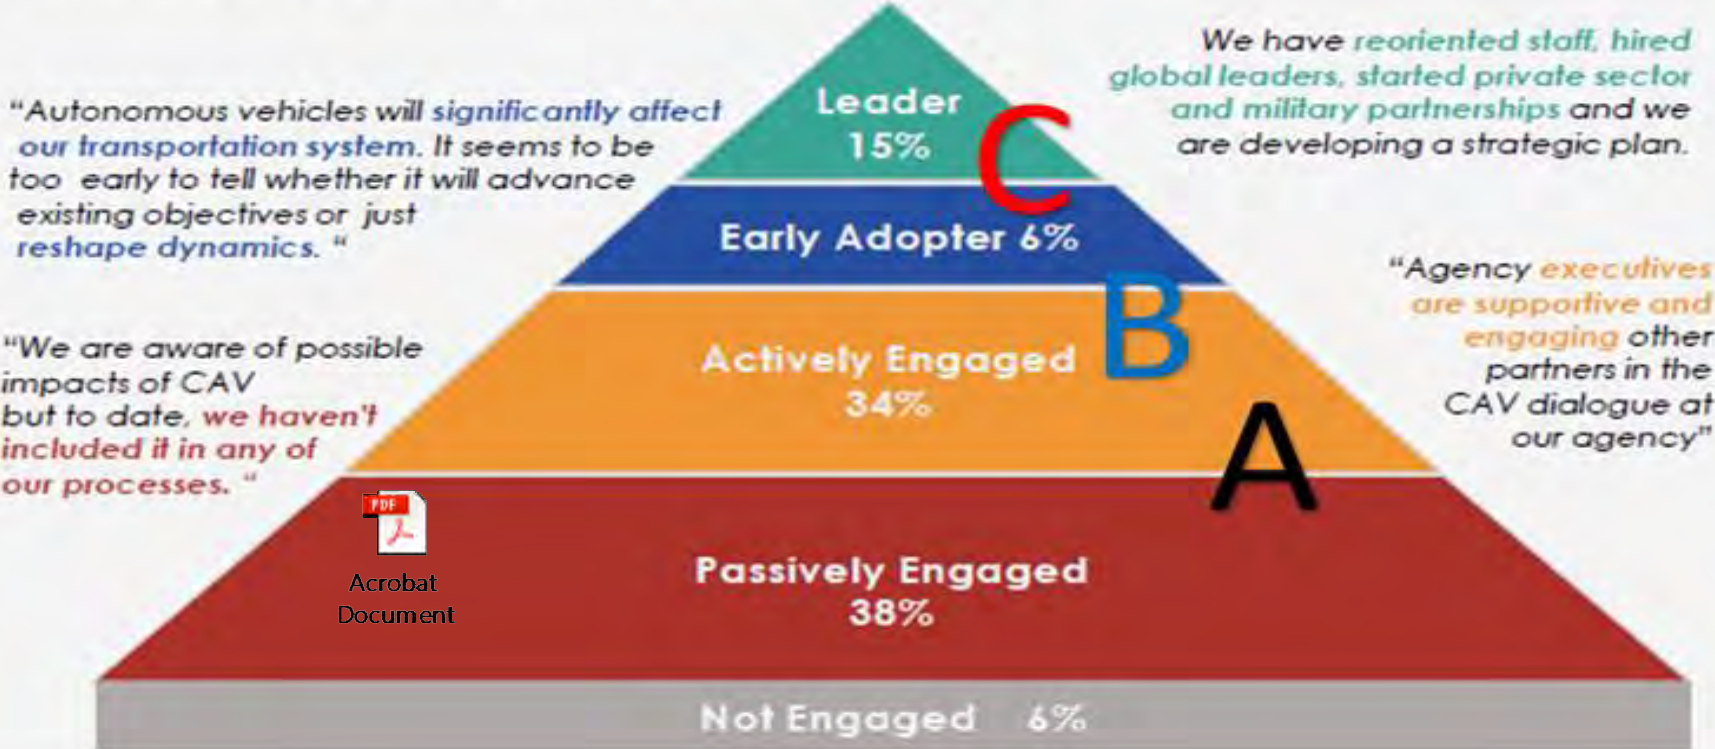 Leader
15%
C
Early Adopter 6%
B
Actively Engaged
34%
A
Passively Engaged
38%
Not Engaged 6%
“Autonomous vehicles will significantly affect
our transportation system. It seems to be
too early to tell whether it will advance
existing objectives or just
reshape dynamics. “
“We are aware of possible
impacts of CAV
but to date, we haven't
included it in any of
our processes. “
We have reoriented staff, hired
global leaders, started private sector
and military partnerships and we
are developing a strategic plan.
“Agency executives
are supportive and
engaging other
partners in the
CAV dialogue at
our agency”
PDF
Acrobat
Document